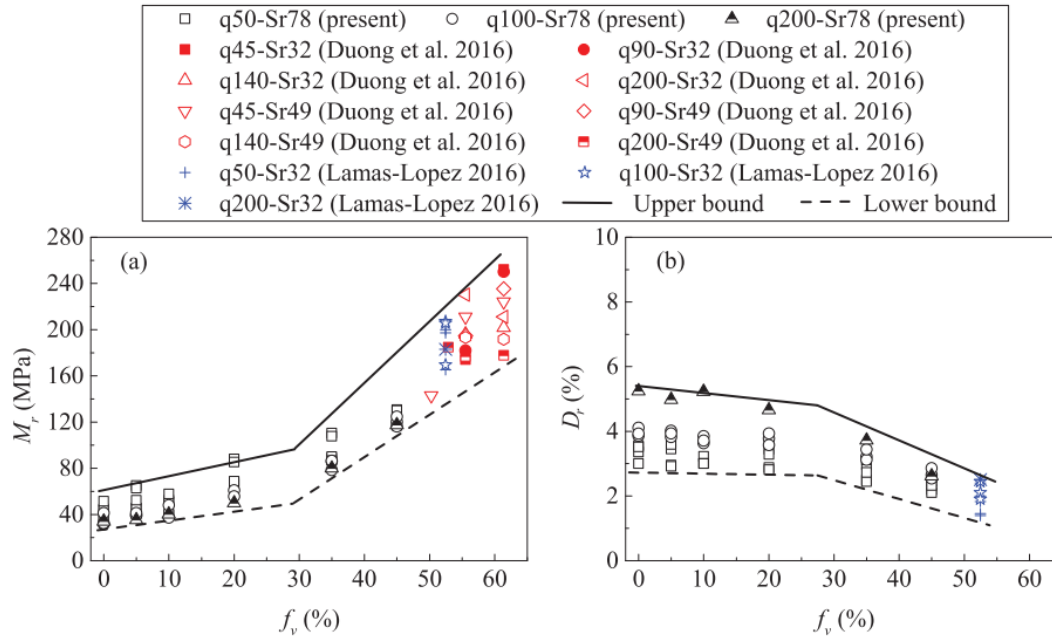 q50-Sr78 (present) q100-Sr78 (present) q200-Sr78 (present)
q45-Sr32 (Duong et al. 2016) q90-Sr32 (Duong et al. 2016)
q140-Sr32 (Duong et al. 2016) q200-Sr32 (Duong et al. 2016)
q45-Sr49 (Duong et al. 2016) q90-Sr49 (Duong et al. 2016)
q140-Sr49 (Duong et al. 2016) q200-Sr49 (Duong et al. 2016)
q50-Sr32 (Lamas-Lopez 2016) q100-Sr32 (Lamas-Lopez 2016)
q200-Sr32 (Lamas-Lopez 2016) Upper bound Lower bound
(a)
Mr (MPa)
280
240
200
160
120
80
40
0
0 10 20 30 40 50 60
fv (%)
(b)
Dr (%)
10
8
6
4
2
0
0 10 20 30 40 50 60
fv (%)